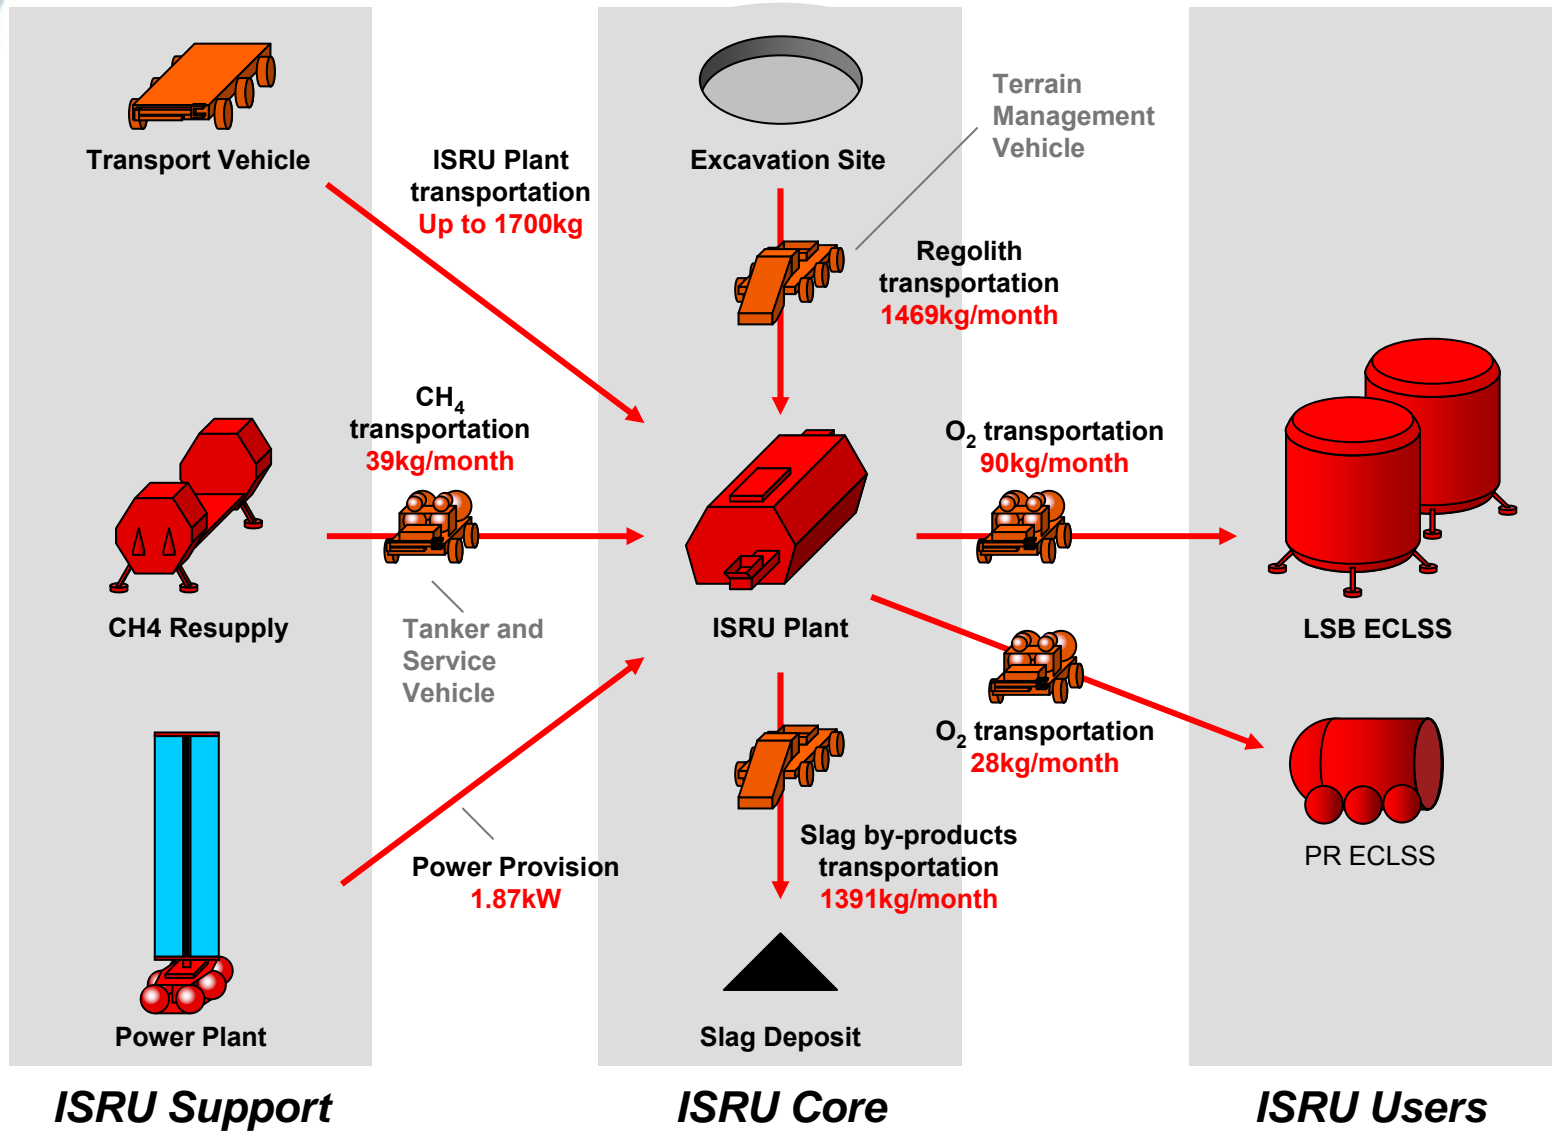 Transport Vehicle
ISRU Plant
transportation
Up to 1700kg
Excavation Site
Terrain
Management
Vehicle
Regolith
transportation
1469kg/month
CH4
transportation
39kg/month
O2 transportation
90kg/month
CH4 Resupply
Tanker and
Service
Vehicle
ISRU Plant
LSB ECLSS
O2 transportation
28kg/month
Power Provision
1.87kW
Slag by-products
transportation
1391kg/month
PR ECLSS
Power Plant
Slag Deposit
ISRU Support
ISRU Core
ISRU Users